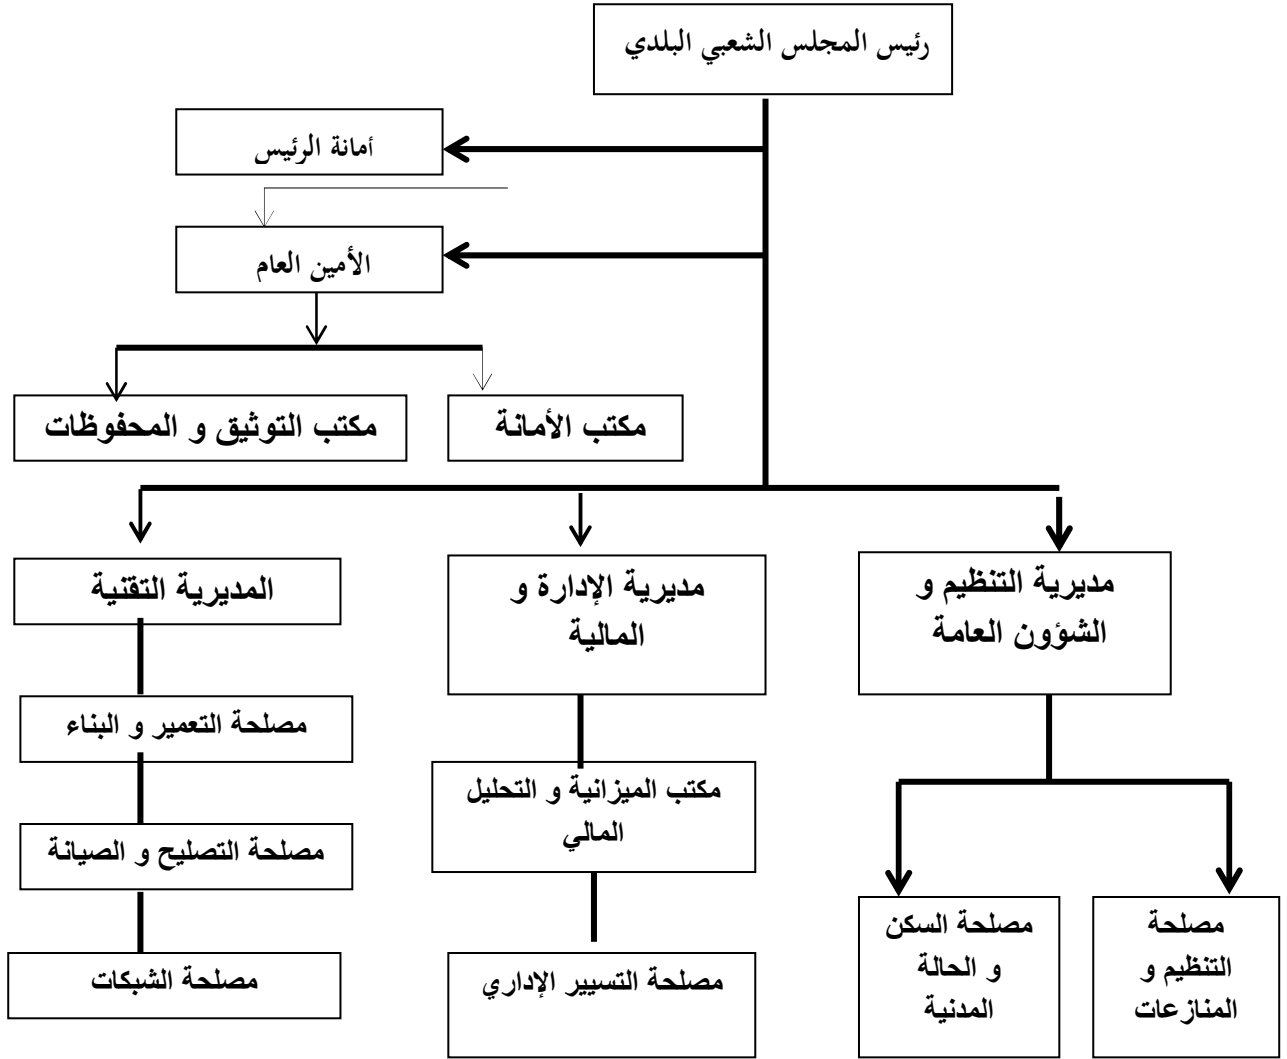 رئيس المجلس الشعبي البلدي
أمانة الرئيس
الأمين العام
مكتب الأمانة
مكتب التوثيق و المحفوظات
مديرية التنظيم و
الشؤون العامة
مديرية الإدارة و
المالية
المديرية التقنية
مصلحة التعمير و البناء
مكتب الميزانية و التحليل
المالي
مصلحة التصليح و الصيانة
مصلحة
التنظيم و
المنازعات
مصلحة السكن
و الحالة
المدنية
مصلحة التسيير الإداري
مصلحة الشبكات